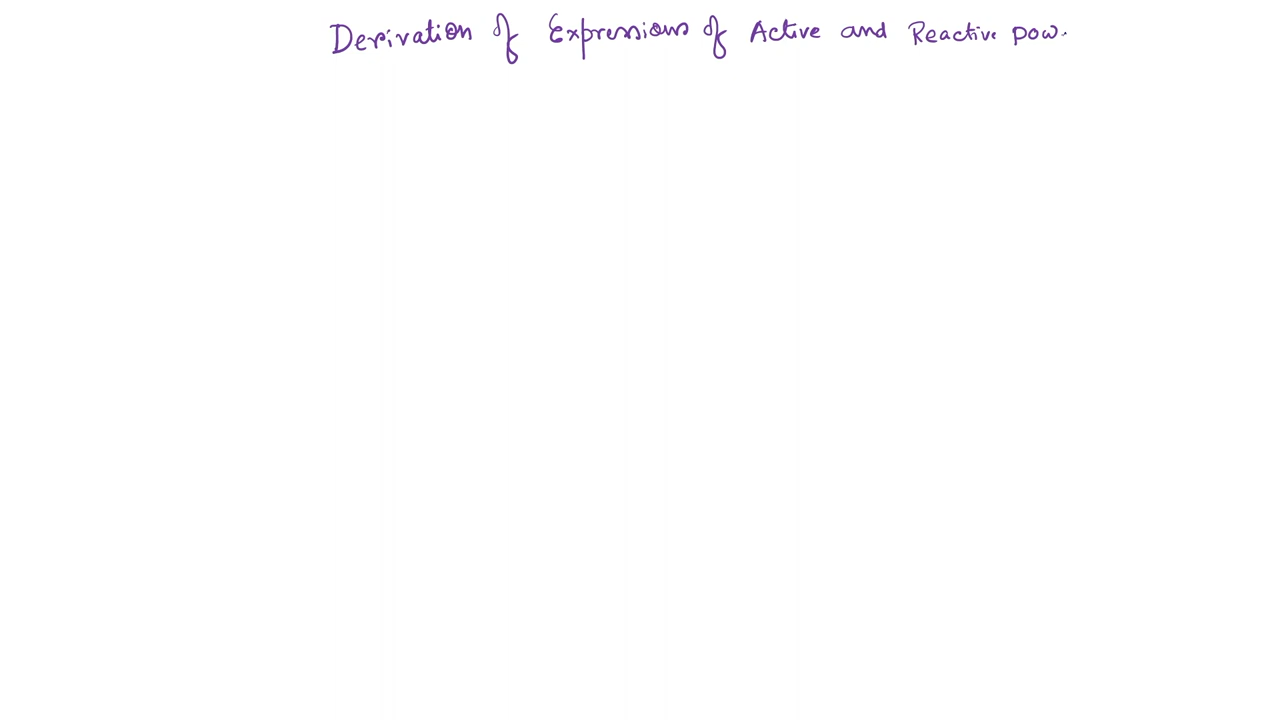 Derivation of Expressions of Active and Reactive pow.